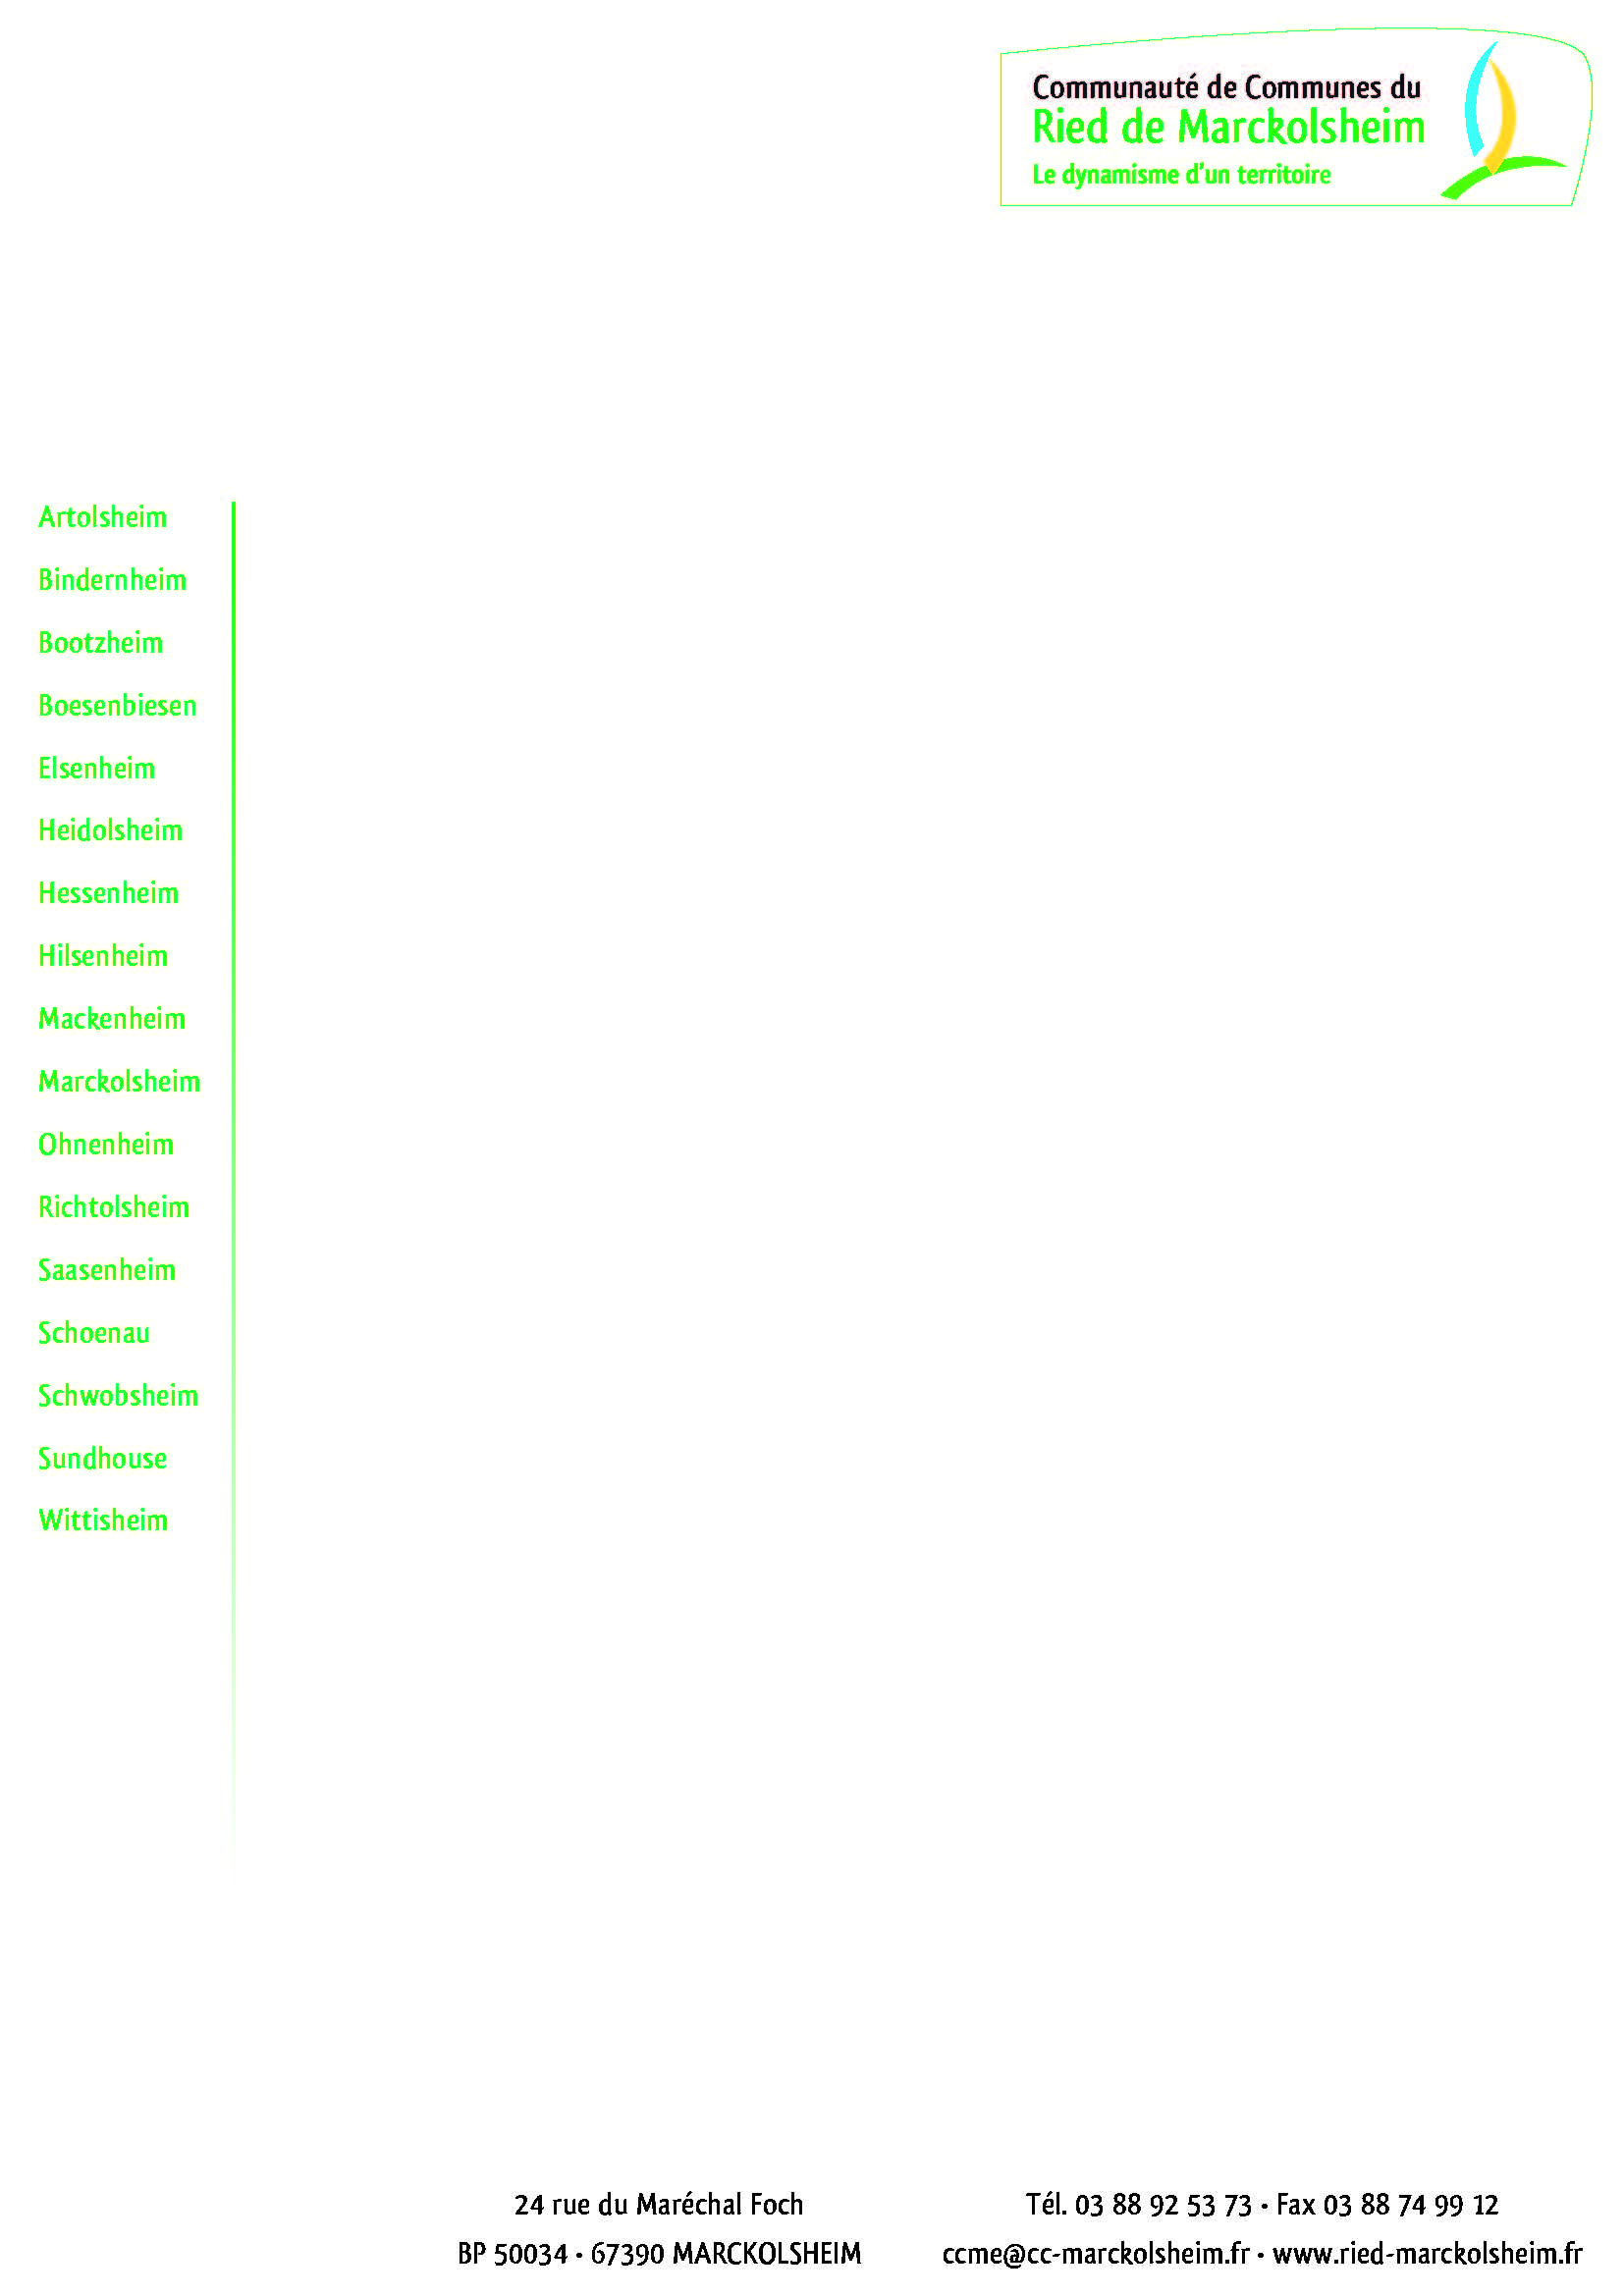 Communauté de Communes du
Ried de Marckolsheim
Le dynamisme d'un territoire
Artolsheim
Bindernheim
Bootzheim
Boesenbiesen
Elsenheim
Heidolsheim
Hessenheim
Hilsenheim
Mackenheim
Marckolsheim
Ohnenheim
Richtolsheim
Saasenheim
Schoenau
Schwobsheim
Sundhouse
Wittisheim
24 rue du Maréchal Foch
BP 50034 • 67390 MARCKOLSHEIM
Tél. 03 88 92 53 73 • Fax 03 88 74 99 12
ccme@cc-marckolsheim.fr • www.ried-marckolsheim.fr